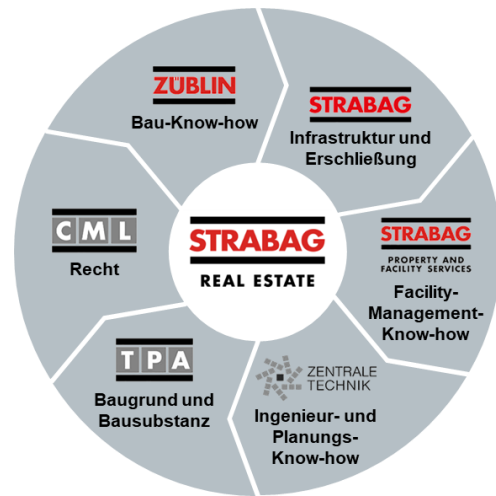 ZÜBLIN
Bau-Know-how
STRABAG
Infrastruktur und
Erschließung
STRABAG
PROPERTY AND
FACILITY SERVICES
Facility-
Management-
Know-how
ZENTRALE
TECHNIK
Ingenieur- und
Planungs-
Know-how
TPA
Baugrund und
Bausubstanz
CML
Recht
STRABAG
REAL ESTATE